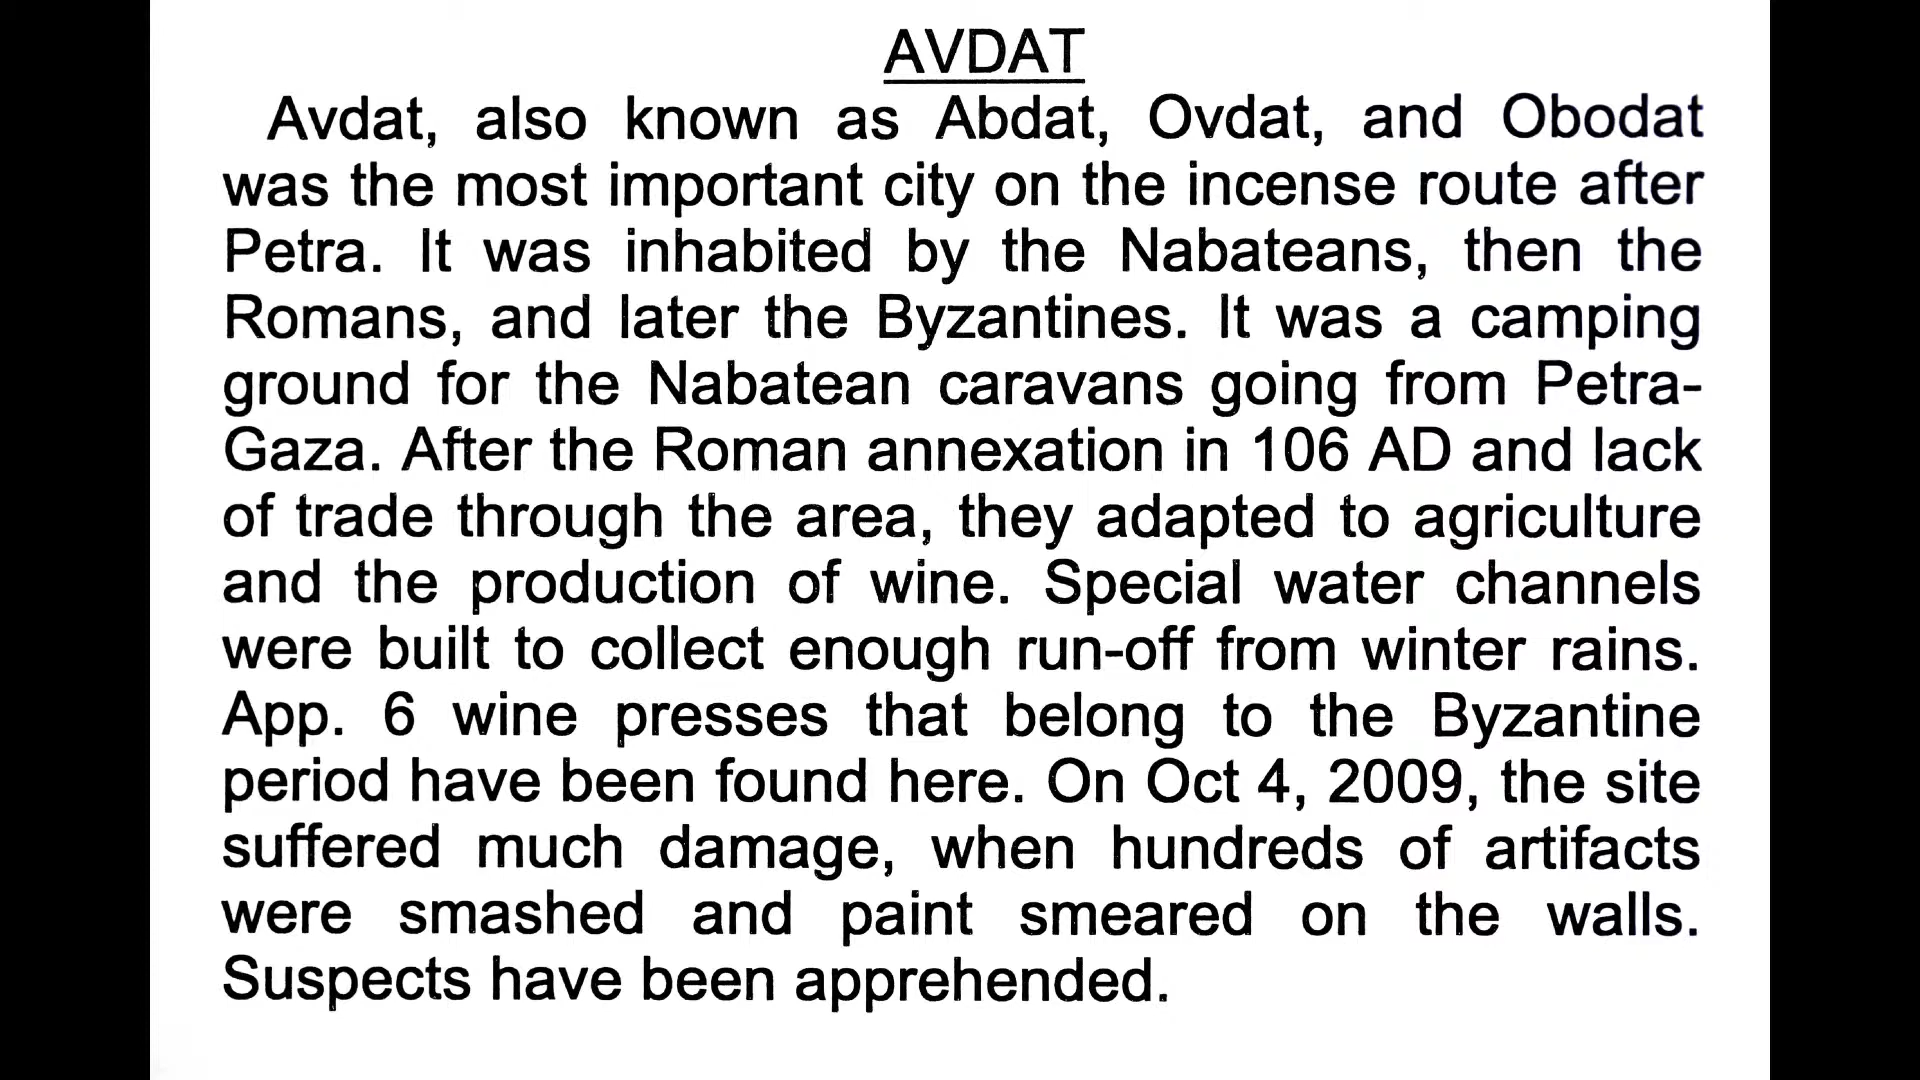 AVDAT
Avdat, also known as Abdat, Ovdat, and Obodat
was the most important city on the incense route after
Petra. It was inhabited by the Nabateans, then the
Romans, and later the Byzantines. It was a camping
ground for the Nabatean caravans going from Petra-
Gaza. After the Roman annexation in 106 AD and lack
of trade through the area, they adapted to agriculture
and the production of wine. Special water channels
were built to collect enough run-off from winter rains.
App. 6 wine presses that belong to the Byzantine
period have been found here. On Oct 4, 2009, the site
suffered much damage, when hundreds of artifacts
were smashed and paint smeared on the walls.
Suspects have been apprehended.